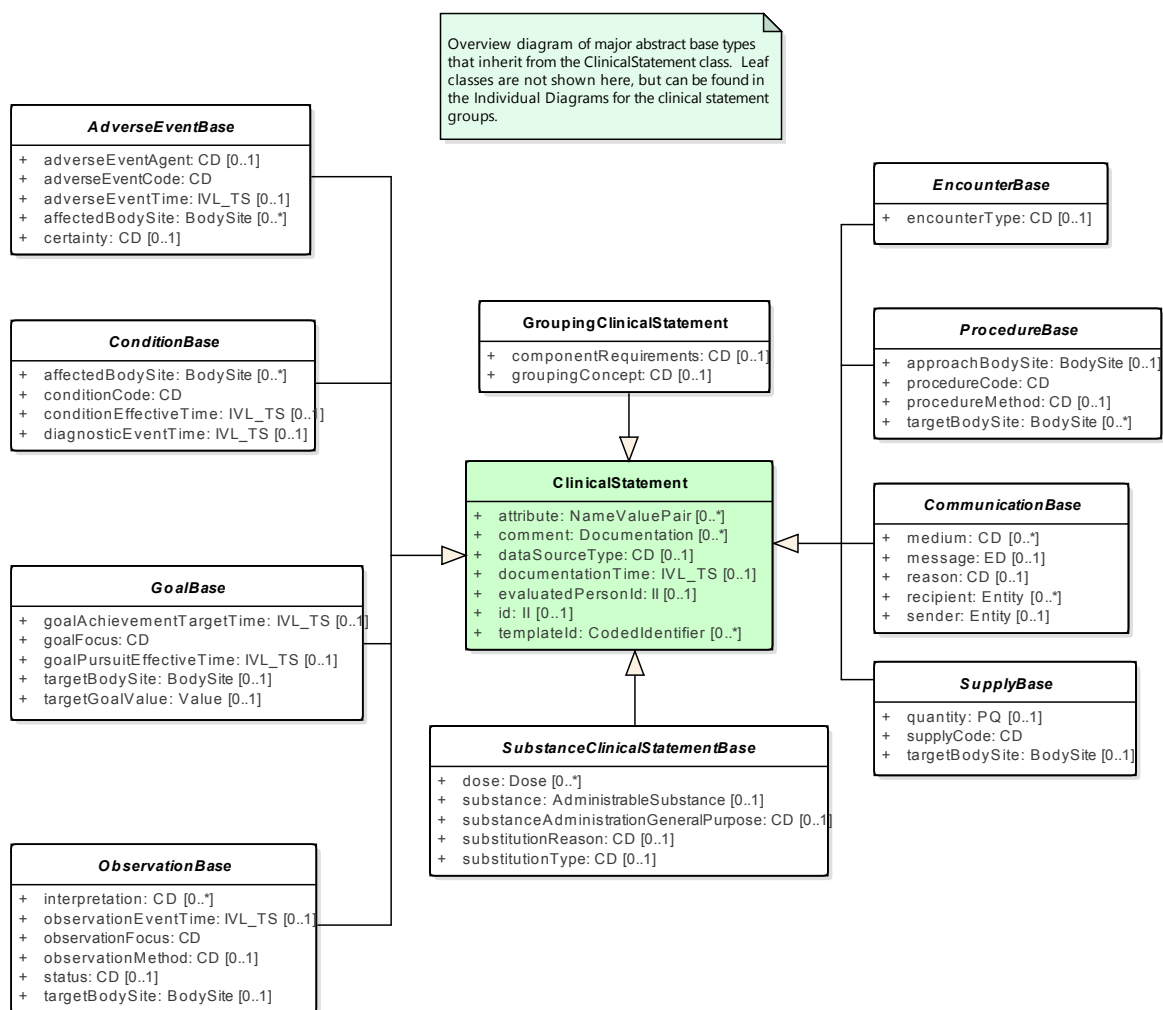 Overview diagram of major abstract base types
that inherit from the ClinicalStatement class. Leaf
classes are not shown here, but can be found in
the Individual Diagrams for the clinical statement
groups.
AdverseEventBase
+ adverseEventAgent: CD [0..1]
+ adverseEventCode: CD
+ adverseEventTime: IVL_TS [0..1]
+ affectedBodySite: BodySite [0..*]
+ certainty: CD [0..1]
ConditionBase
+ affectedBodySite: BodySite [0..*]
+ conditionCode: CD
+ conditionEffectiveTime: IVL_TS [0..1]
+ diagnosticEventTime: IVL_TS [0..1]
GoalBase
+ goalAchievementTargetTime: IVL_TS [0..1]
+ goalFocus: CD
+ goalPursuitEffectiveTime: IVL_TS [0..1]
+ targetBodySite: BodySite [0..1]
+ targetGoalValue: Value [0..1]
ObservationBase
+ interpretation: CD [0..*]
+ observationEventTime: IVL_TS [0..1]
+ observationFocus: CD
+ observationMethod: CD [0..1]
+ status: CD [0..1]
+ targetBodySite: BodySite [0..1]
GroupingClinicalStatement
+ componentRequirements: CD [0..1]
+ groupingConcept: CD [0..1]
ClinicalStatement
+ attribute: NameValuePair [0..*]
+ comment: Documentation [0..*]
+ dataSourceType: CD [0..1]
+ documentationTime: IVL_TS [0..1]
+ evaluatedPersonId: II [0..1]
+ id: II [0..1]
+ templateId: CodedIdentifier [0..*]
SubstanceClinicalStatementBase
+ dose: Dose [0..*]
+ substance: AdministrableSubstance [0..1]
+ substanceAdministrationGeneralPurpose: CD [0..1]
+ substitutionReason: CD [0..1]
+ substitutionType: CD [0..1]
EncounterBase
+ encounterType: CD [0..1]
ProcedureBase
+ approachBodySite: BodySite [0..1]
+ procedureCode: CD
+ procedureMethod: CD [0..1]
+ targetBodySite: BodySite [0..*]
CommunicationBase
+ medium: CD [0..*]
+ message: ED [0..1]
+ reason: CD [0..1]
+ recipient: Entity [0..*]
+ sender: Entity [0..1]
SupplyBase
+ quantity: PQ [0..1]
+ supplyCode: CD
+ targetBodySite: BodySite [0..1]